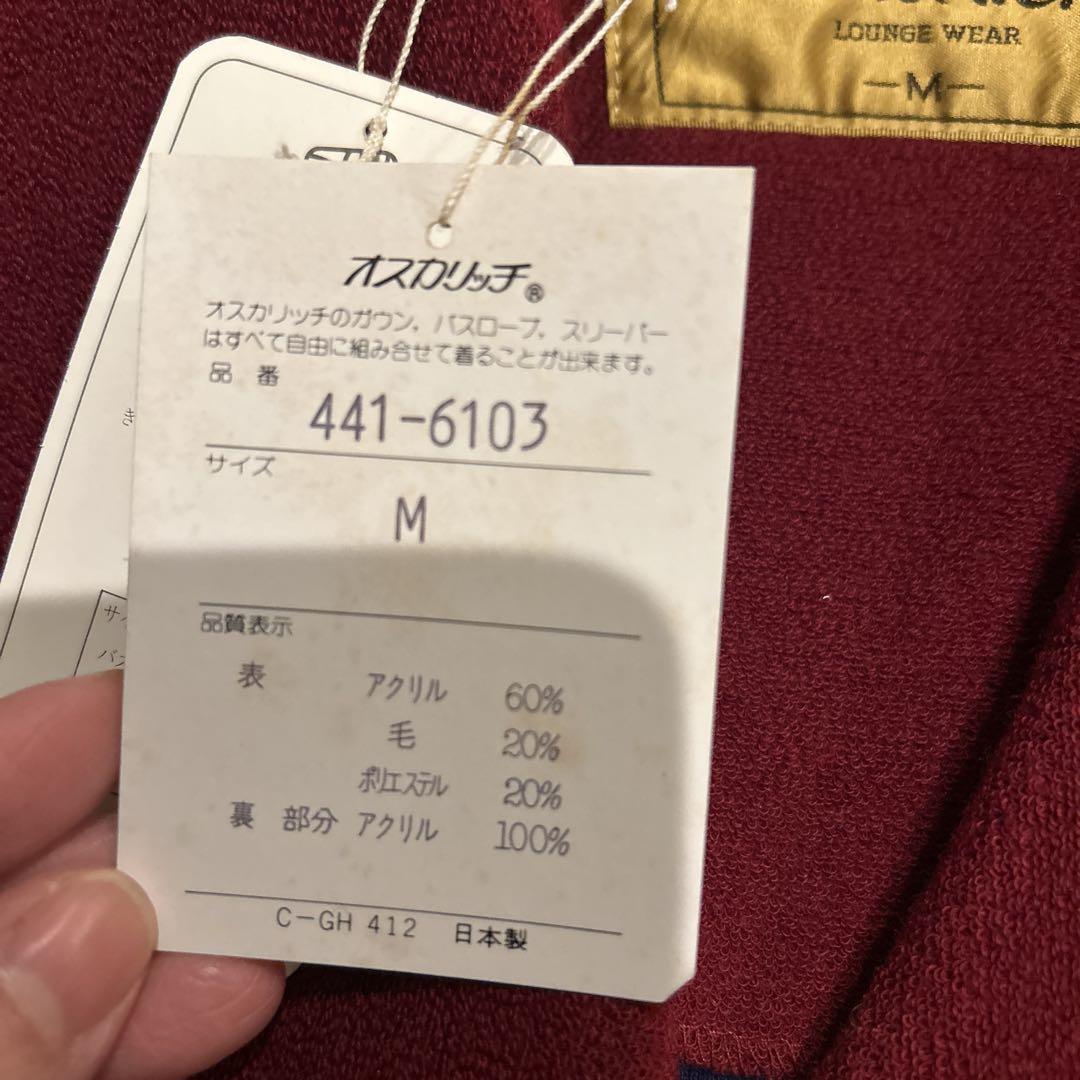 LOUNGE WEAR
—M—
オスカリッチ®
オスカリッチのガウン、バスローブ、スリーパー
はすべて自由に組み合せて着ることが出来ます。
品 番
441-6103
サイズ
M
品質表示
表 アクリル 60%
毛 20%
ポリエステル 20%
裏 部分 アクリル 100%
C-GH 412 日本製